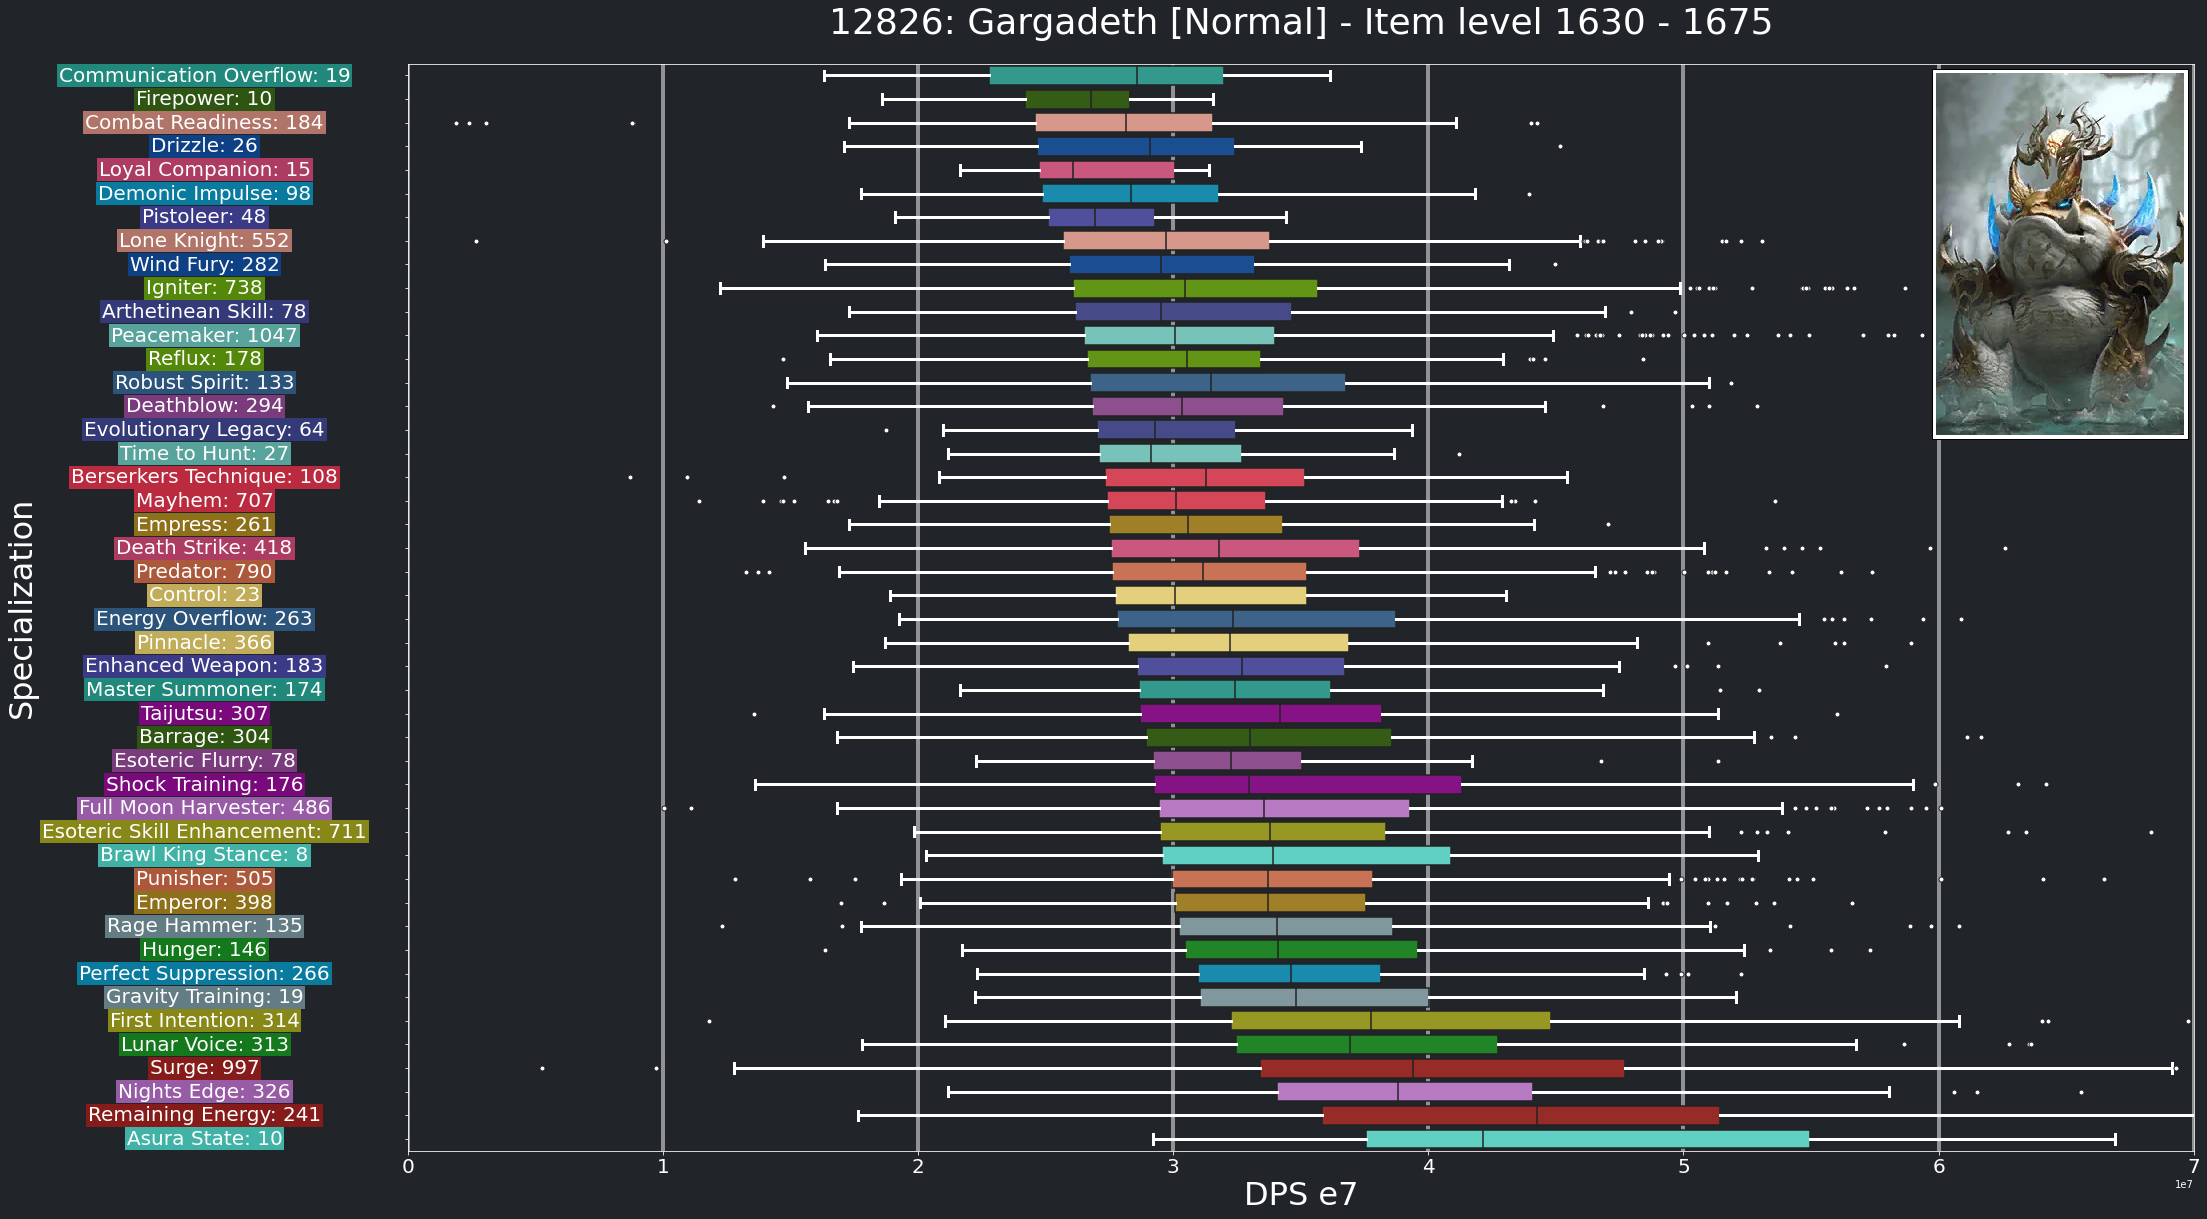 12826: Gargadeth [Normal] - Item level 1630 - 1675
Specialization
Communication Overflow: 19
Firepower: 10
Combat Readiness: 184
Drizzle: 26
Loyal Companion: 15
Demonic Impulse: 98
Pistoleer: 48
Lone Knight: 552
Wind Fury: 282
Igniter: 738
Arthetinean Skill: 78
Peacemaker: 1047
Reflux: 178
Robust Spirit: 133
Deathblow: 294
Evolutionary Legacy: 64
Time to Hunt: 27
Berserkers Technique: 108
Mayhem: 707
Empress: 261
Death Strike: 418
Predator: 790
Control: 23
Energy Overflow: 263
Pinnacle: 366
Enhanced Weapon: 183
Master Summoner: 174
Taijutsu: 307
Barrage: 304
Esoteric Flurry: 78
Shock Training: 176
Full Moon Harvester: 486
Esoteric Skill Enhancement: 711
Brawl King Stance: 8
Punisher: 505
Emperor: 398
Rage Hammer: 135
Hunger: 146
Perfect Suppression: 266
Gravity Training: 19
First Intention: 314
Lunar Voice: 313
Surge: 997
Nights Edge: 326
Remaining Energy: 241
Asura State: 10
0 1 2 3 4 5 6 7
1e7
DPS e7